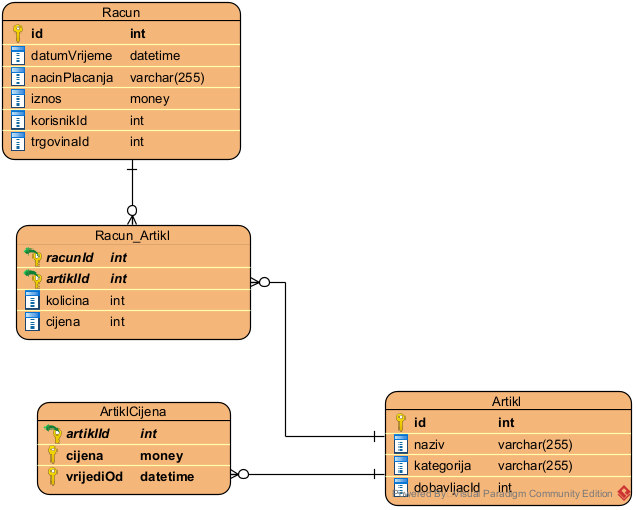 Racun
id int
datumVrijeme datetime
nacinPlacanja varchar(255)
iznos money
korisnikId int
trgovinaId int
Racun_Artikl
racunId int
artiklId int
kolicina int
cijena int
ArtiklCijena
artiklId int
cijena money
vrijediOd datetime
Artikl
id int
naziv varchar(255)
kategorija varchar(255)
dobavljacId int
Powered By Visual Paradigm Community Edition